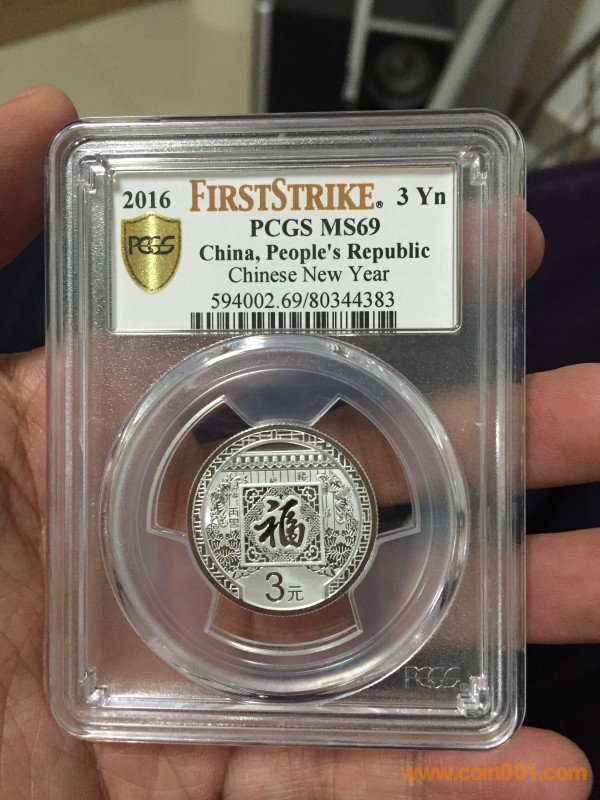 2016 FIRSTSTRIKE® 3 Yn
PCGS MS69
PCGS
China, People's Republic
Chinese New Year
594002.69/80344383
福
3元
PCGS
www.coin001.com